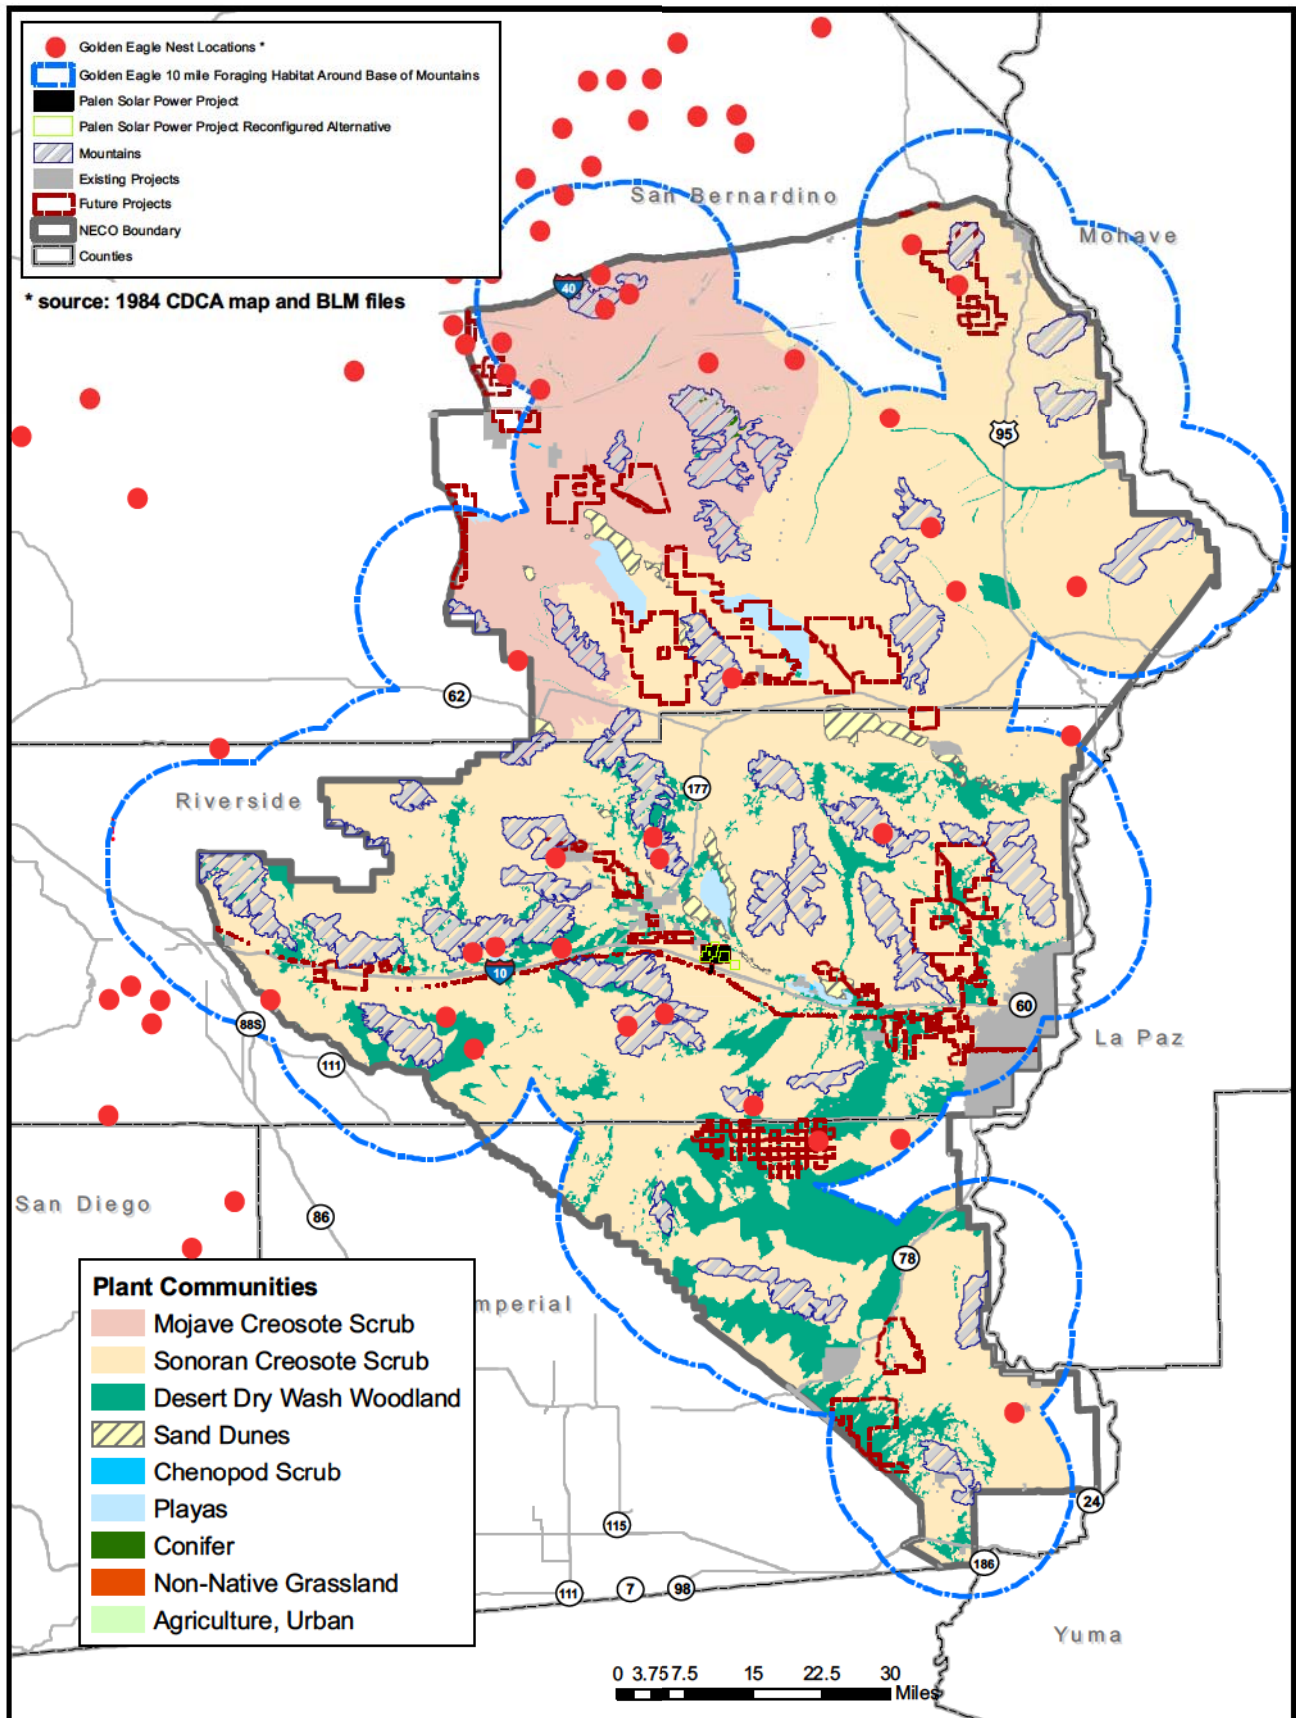 Golden Eagle Nest Locations *
Golden Eagle 10 mile Foraging Habitat Around Base of Mountains
Palen Solar Power Project
Palen Solar Power Project Reconfigured Alternative
Mountains
Existing Projects
Future Projects
NECO Boundary
Counties
* source: 1984 CDCA map and BLM files
San Bernardino
Mohave
40
95
62
177
Riverside
10
60
88S
111
La Paz
San Diego
86
78
mperial
Plant Communities
Mojave Creosote Scrub
Sonoran Creosote Scrub
Desert Dry Wash Woodland
Sand Dunes
Chenopod Scrub
Playas
Conifer
Non-Native Grassland
Agriculture, Urban
24
115
186
111
7
98
Yuma
0 3.75 7.5 15 22.5 30
Miles